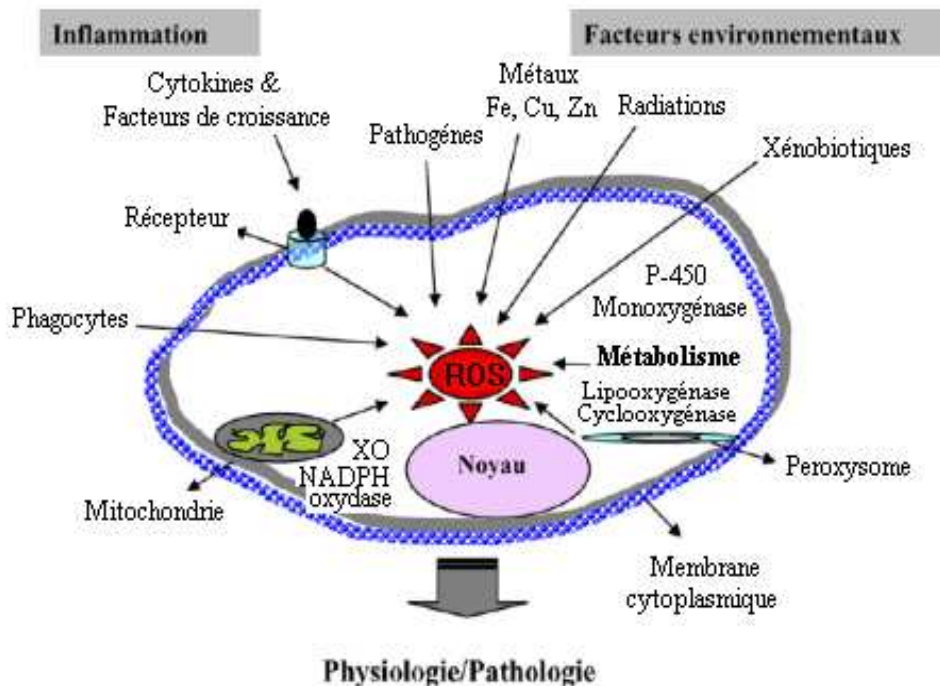 Inflammation
Facteurs environnementaux
Cytokines &
Facteurs de croissance
Pathogénes
Métaux
Fe, Cu, Zn
Radiations
Xénobiotiques
Récepteur
P-450
Monoxygénase
Phagocytes
ROS
Métabolisme
Lipooxygénase
Cyclooxygénase
XO
NADPH
oxydase
Noyau
Peroxysome
Mitochondrie
Membrane
cytoplasmique
Physiologie/Pathologie